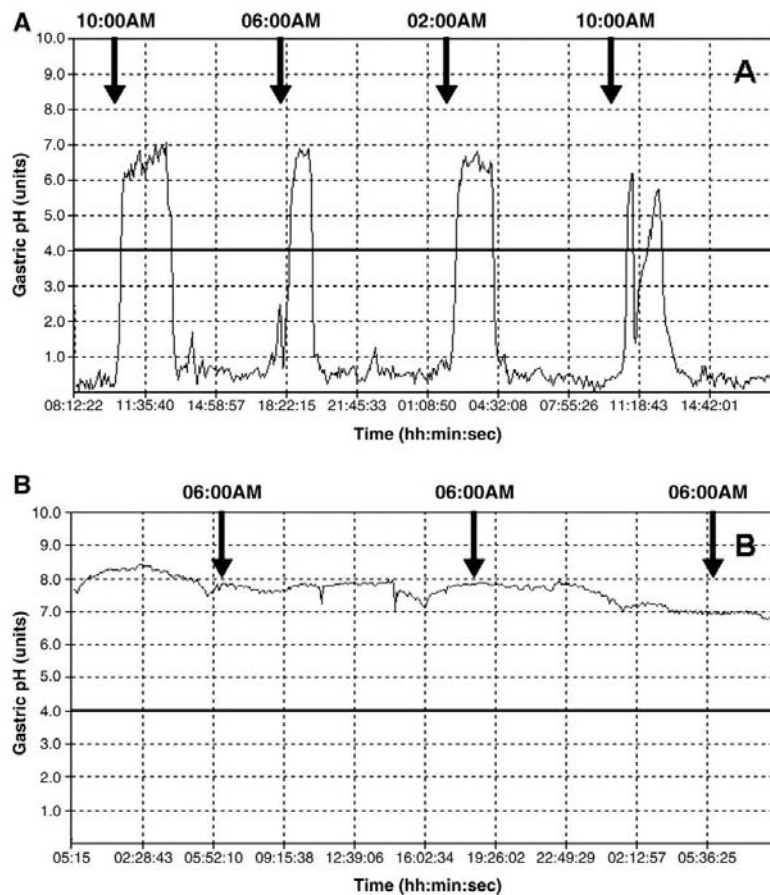 A
10:00AM 06:00AM 02:00AM 10:00AM
10.0
9.0
8.0
7.0
6.0
5.0
4.0
3.0
2.0
1.0
Gastric pH (units)
A
08:12:22 11:35:40 14:58:57 18:22:15 21:45:33 01:08:50 04:32:08 07:55:26 11:18:43 14:42:01
Time (hh:min:sec)
B
06:00AM 06:00AM 06:00AM
10.0
9.0
8.0
7.0
6.0
5.0
4.0
3.0
2.0
1.0
Gastric pH (units)
B
05:15 02:28:43 05:52:10 09:15:38 12:39:06 16:02:34 19:26:02 22:49:29 02:12:57 05:36:25
Time (hh:min:sec)